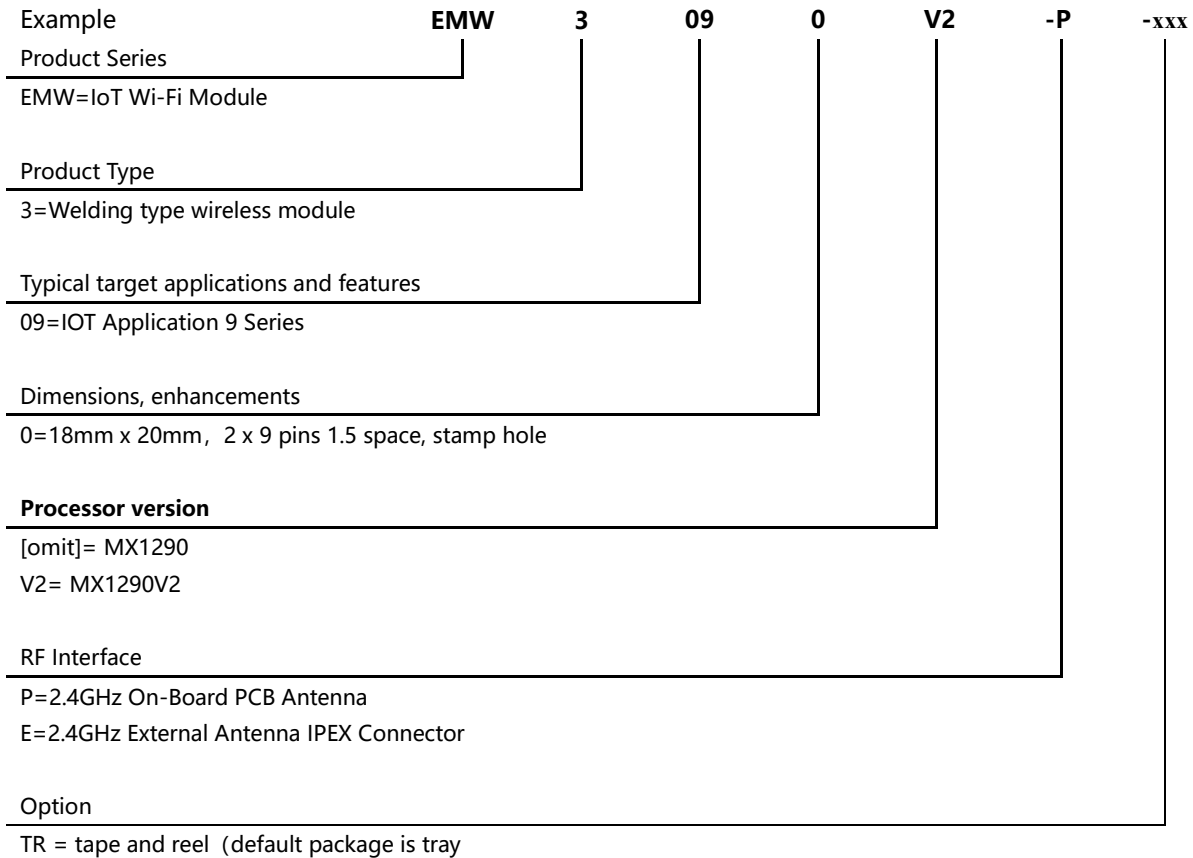 Example EMW 3 09 0 V2 -P -xxx
Product Series
EMW=IoT Wi-Fi Module
Product Type
3=Welding type wireless module
Typical target applications and features
09=IOT Application 9 Series
Dimensions, enhancements
0=18mm x 20mm，2 x 9 pins 1.5 space, stamp hole
Processor version
[omit]= MX1290
V2= MX1290V2
RF Interface
P=2.4GHz On-Board PCB Antenna
E=2.4GHz External Antenna IPEX Connector
Option
TR = tape and reel（default package is tray